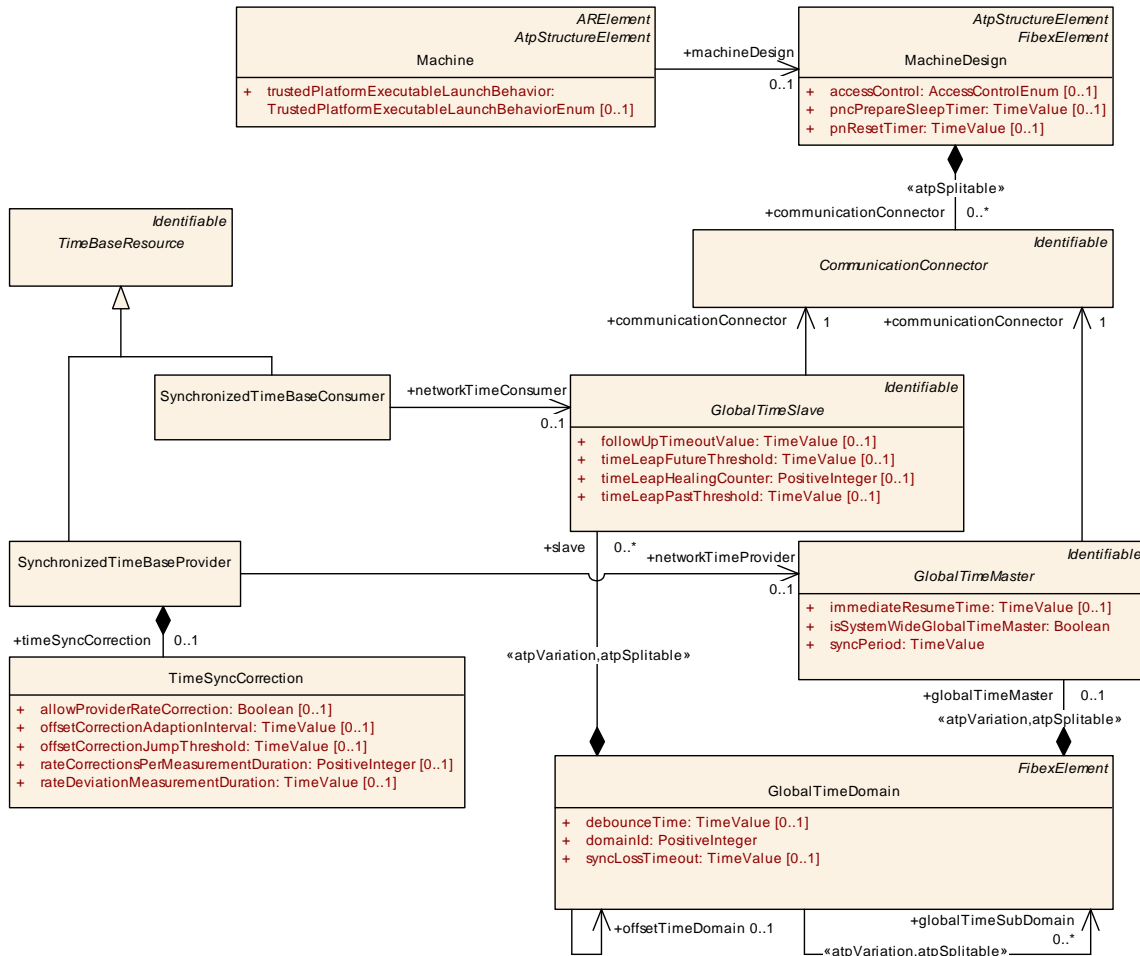 ARElement
AtpStructureElement
Machine
+ trustedPlatformExecutableLaunchBehavior:
TrustedPlatformExecutableLaunchBehaviorEnum [0..1]
+machineDesign
0..1
AtpStructureElement
FibexElement
MachineDesign
+ accessControl: AccessControlEnum [0..1]
+ pncPrepareSleepTimer: TimeValue [0..1]
+ pnResetTimer: TimeValue [0..1]
«atpSplitable»
+communicationConnector 0..*
Identifiable
TimeBaseResource
Identifiable
CommunicationConnector
+communicationConnector 1
+communicationConnector 1
SynchronizedTimeBaseConsumer
+networkTimeConsumer
0..1
Identifiable
GlobalTimeSlave
+ followUpTimeoutValue: TimeValue [0..1]
+ timeLeapFutureThreshold: TimeValue [0..1]
+ timeLeapHealingCounter: PositiveInteger [0..1]
+ timeLeapPastThreshold: TimeValue [0..1]
+slave 0..*
SynchronizedTimeBaseProvider
+networkTimeProvider
0..1
Identifiable
GlobalTimeMaster
+ immediateResumeTime: TimeValue [0..1]
+ isSystemWideGlobalTimeMaster: Boolean
+ syncPeriod: TimeValue
+timeSyncCorrection 0..1
«atpVariation,atpSplitable»
TimeSyncCorrection
+ allowProviderRateCorrection: Boolean [0..1]
+ offsetCorrectionAdaptionInterval: TimeValue [0..1]
+ offsetCorrectionJumpThreshold: TimeValue [0..1]
+ rateCorrectionsPerMeasurementDuration: PositiveInteger [0..1]
+ rateDeviationMeasurementDuration: TimeValue [0..1]
+globalTimeMaster 0..1
«atpVariation,atpSplitable»
FibexElement
GlobalTimeDomain
+ debounceTime: TimeValue [0..1]
+ domainId: PositiveInteger
+ syncLossTimeout: TimeValue [0..1]
+offsetTimeDomain 0..1
+globalTimeSubDomain
0..*
«atpVariation,atpSplitable»